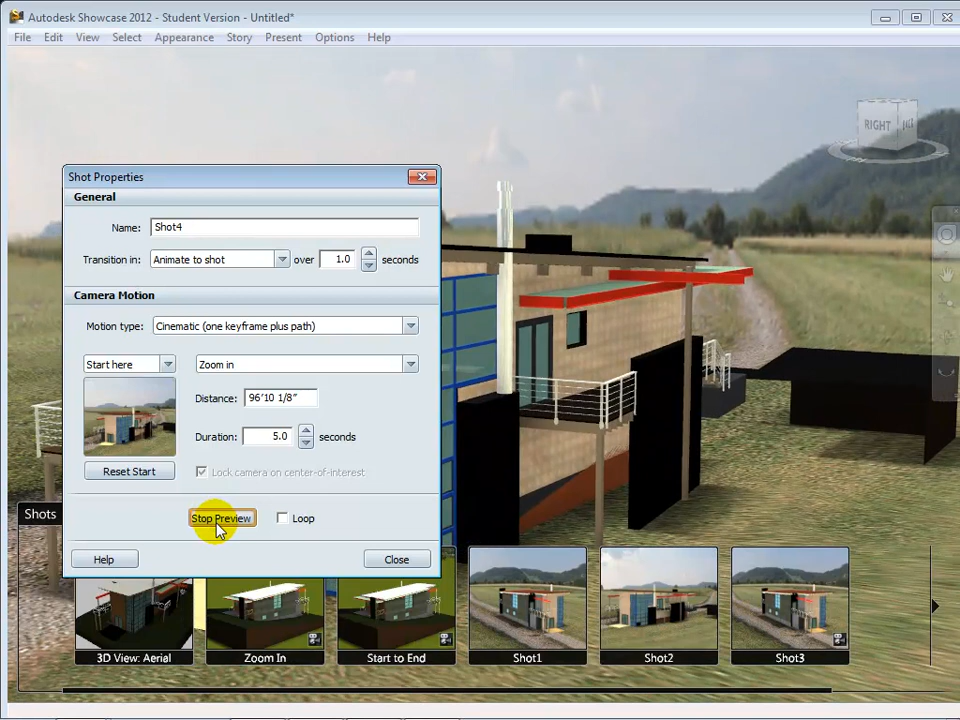 Autodesk Showcase 2012 - Student Version - Untitled*
File Edit View Select Appearance Story Present Options Help
RIGHT
Shot Properties
General
Name: Shot4
Transition in: Animate to shot over 1.0 seconds
Camera Motion
Motion type: Cinematic (one keyframe plus path)
Start here Zoom in
Distance: 96'10 1/8"
Duration: 5.0 seconds
Reset Start Lock camera on center-of-interest
Stop Preview Loop
Shots
Help Close
3D View: Aerial Zoom In Start to End Shot1 Shot2 Shot3